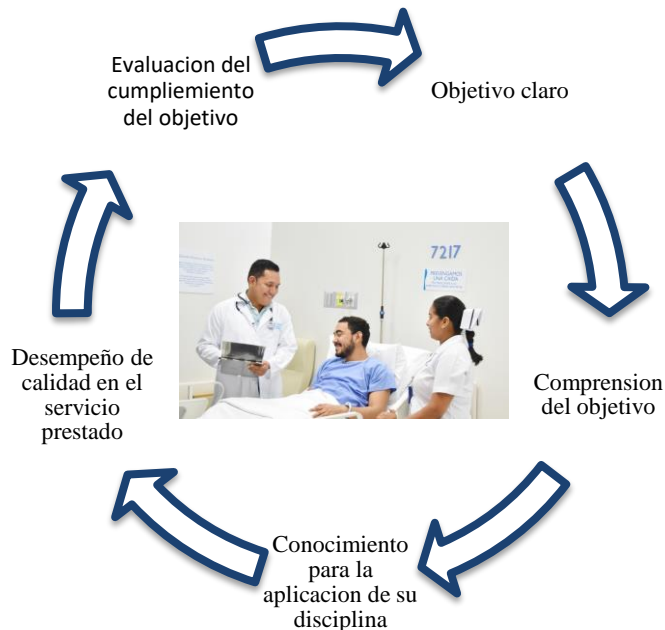 Evaluacion del
cumpliemiento
del objetivo
Objetivo claro
7217
Desempeño de
calidad en el
servicio
prestado
Comprension
del objetivo
Conocimiento
para la
aplicacion de su
disciplina